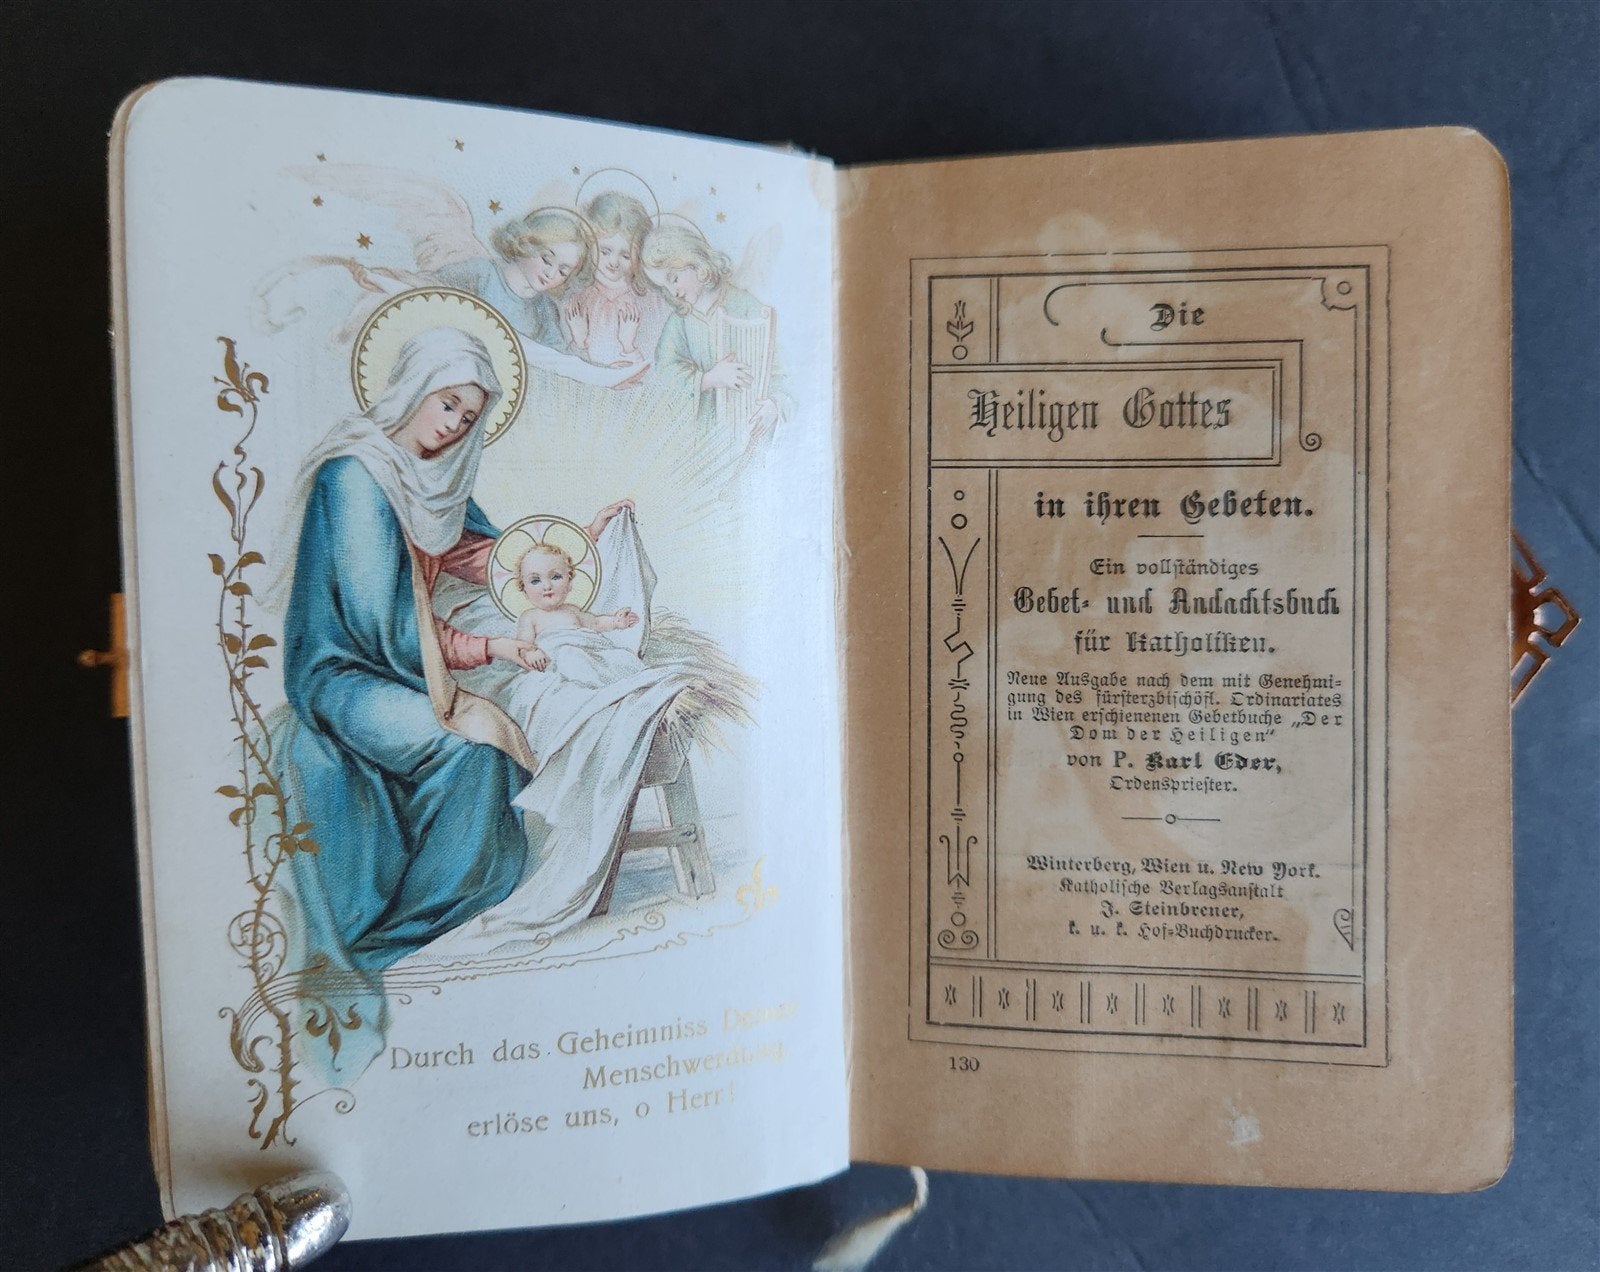 Durch das Geheimniss Deiner
Menschwerdung,
erlöse uns, o Herr!
Die
Heiligen Gottes
in ihren Gebeten.
Ein vollständiges
Gebet- und Andachtsbuch
für Katholiken.
Neue Ausgabe nach dem mit Genehmi-
gung des fürsterzbischöfl. Ordinariates
in Wien erschienenen Gebetbuche „Der
Dom der Heiligen“
von P. Karl Eder,
Ordenspriester.
Winterberg, Wien u. New York.
Katholische Verlagsanstalt
J. Steinbrener,
k. u. k. Hof-Buchdrucker.
130